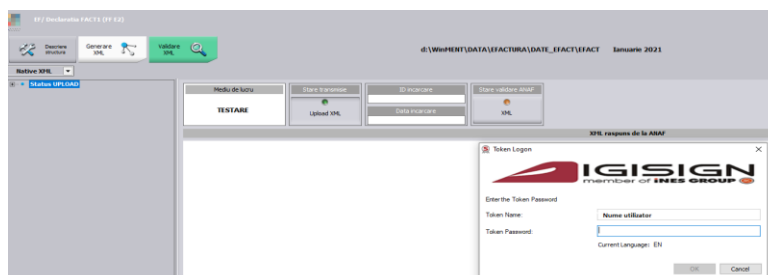 EF/ Declaratia FACT1 (FF E2)
Descriere structura
Generare XML
Validare XML
d:\WinMENT\DATA\EFACTURA\DATE_EFACT\EFACT Ianuarie 2021
Native XML
Status UPLOAD
Mediu de lucru
TESTARE
Stare transmisie
Upload XML
ID incarcare
Data incarcare
Stare validare ANAF
XML
XML raspuns de la ANAF
Token Logon
DIGISIGN
member of iNES GROUP
Enter the Token Password
Token Name: Nume utilizator
Token Password:
Current Language: EN
OK Cancel